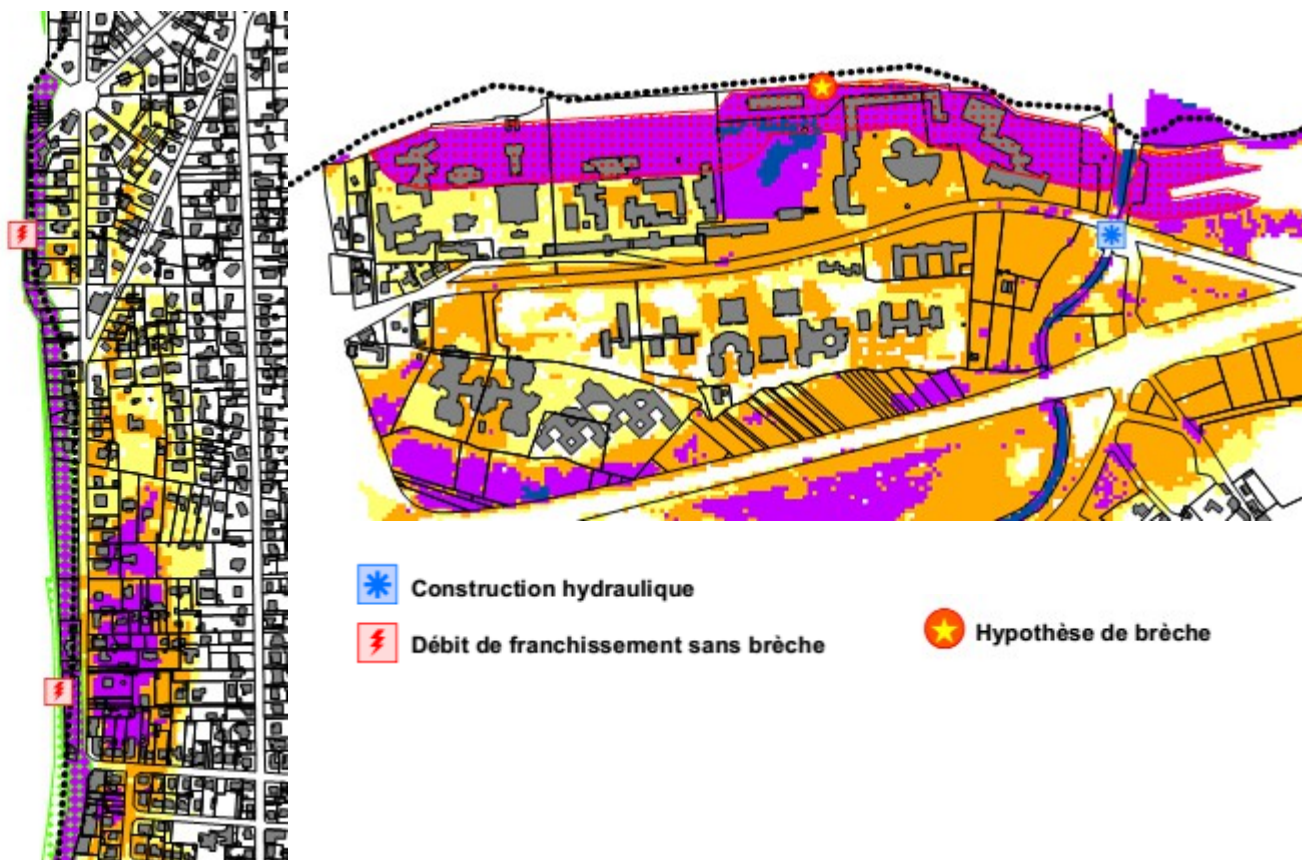 Construction hydraulique
Débit de franchissement sans brèche
Hypothèse de brèche